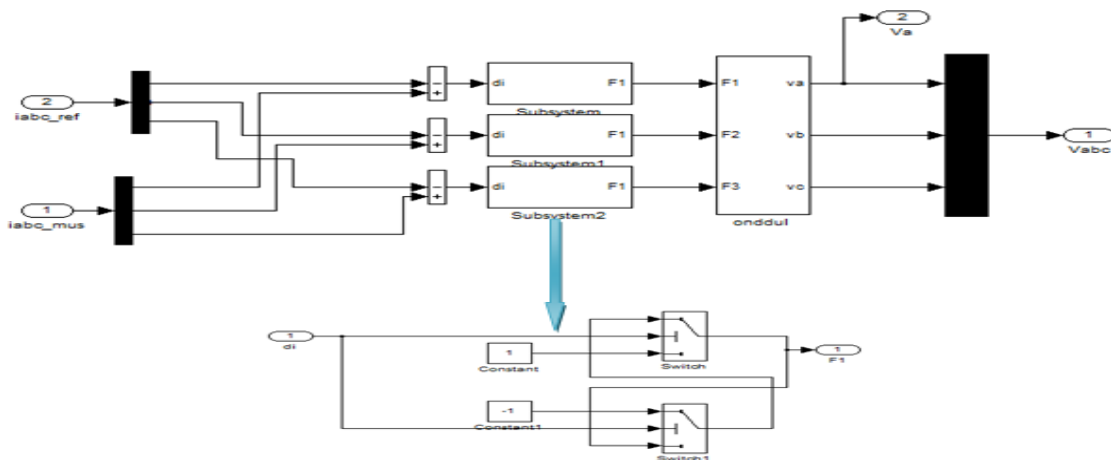 2
Va
2
iabc_ref
1
iabc_mus
−
+
−
+
−
+
di F1
Subsystem
di F1
Subsystem1
di F1
Subsystem2
F1 va
F2 vb
F3 vc
onddul
1
Vabc
1
di
1
Constant
-1
Constant1
Switch
Switch1
1
F1